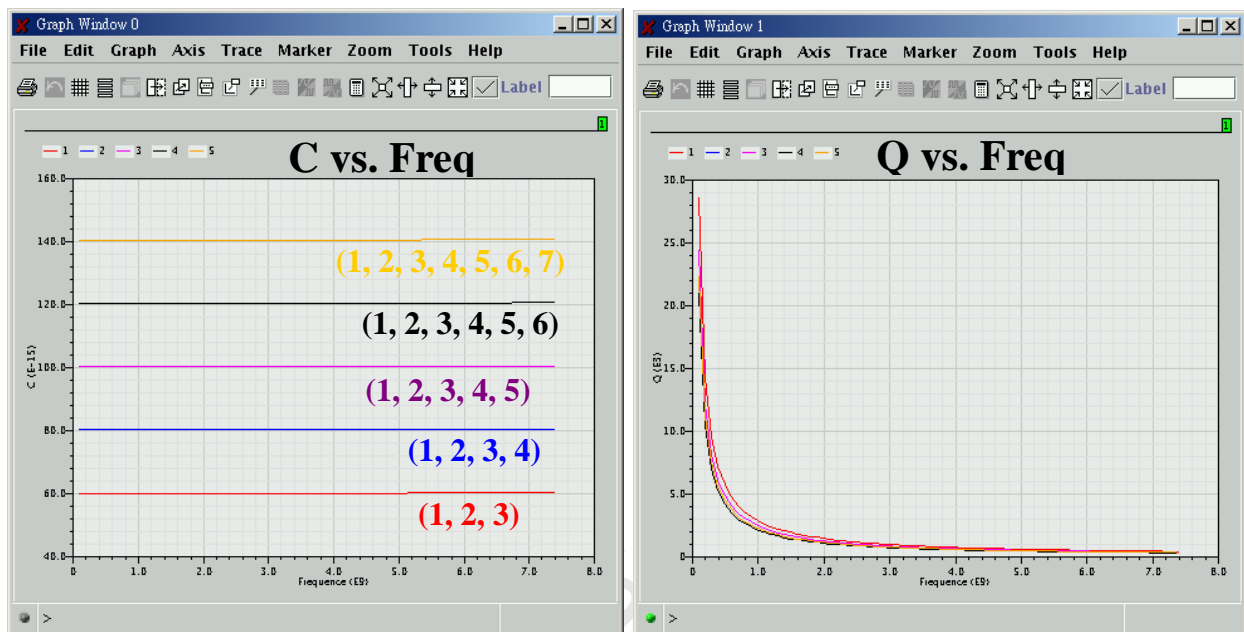 Graph Window 0
File Edit Graph Axis Trace Marker Zoom Tools Help
Label
1
1 2 3 4 5
C vs. Freq
160.0
140.0
120.0
100.0
80.0
60.0
40.0
C (E-15)
(1, 2, 3, 4, 5, 6, 7)
(1, 2, 3, 4, 5, 6)
(1, 2, 3, 4, 5)
(1, 2, 3, 4)
(1, 2, 3)
0 1.0 2.0 3.0 4.0 5.0 6.0 7.0 8.0
Frequence (E9)
>
Graph Window 1
File Edit Graph Axis Trace Marker Zoom Tools Help
Label
1
1 2 3 4 5
Q vs. Freq
30.0
25.0
20.0
15.0
10.0
5.0
0
Q (E3)
0 1.0 2.0 3.0 4.0 5.0 6.0 7.0 8.0
Frequence (E9)
>